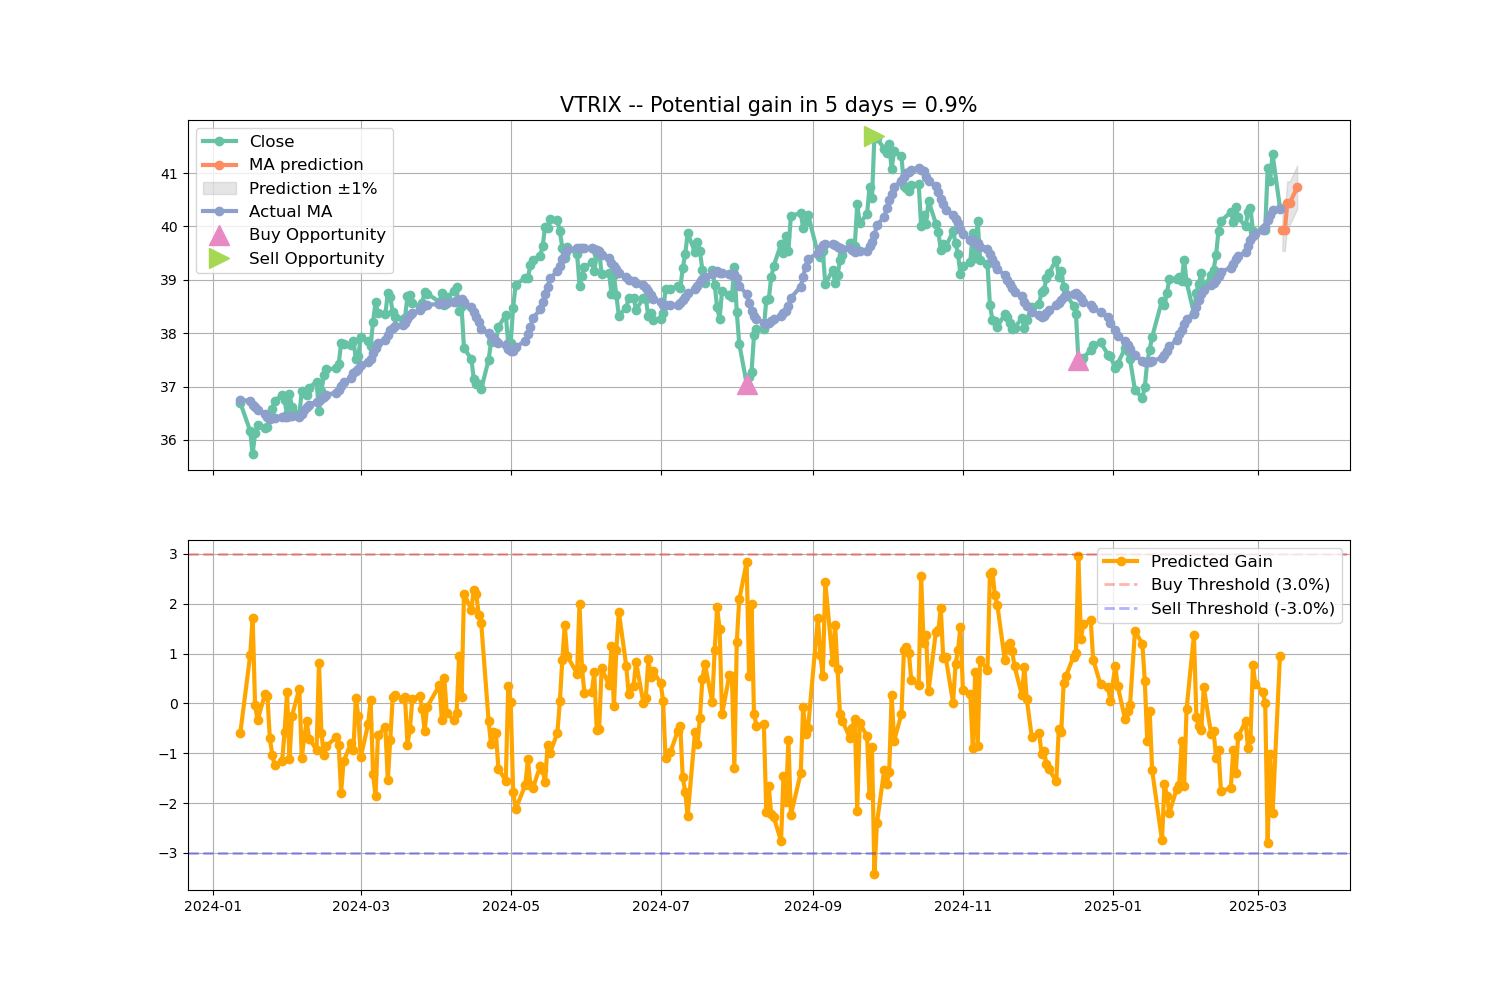 VTRIX -- Potential gain in 5 days = 0.9%
Close
MA prediction
Prediction ±1%
Actual MA
Buy Opportunity
Sell Opportunity
41
40
39
38
37
36
3
2
1
0
−1
−2
−3
Predicted Gain
Buy Threshold (3.0%)
Sell Threshold (-3.0%)
2024-01
2024-03
2024-05
2024-07
2024-09
2024-11
2025-01
2025-03